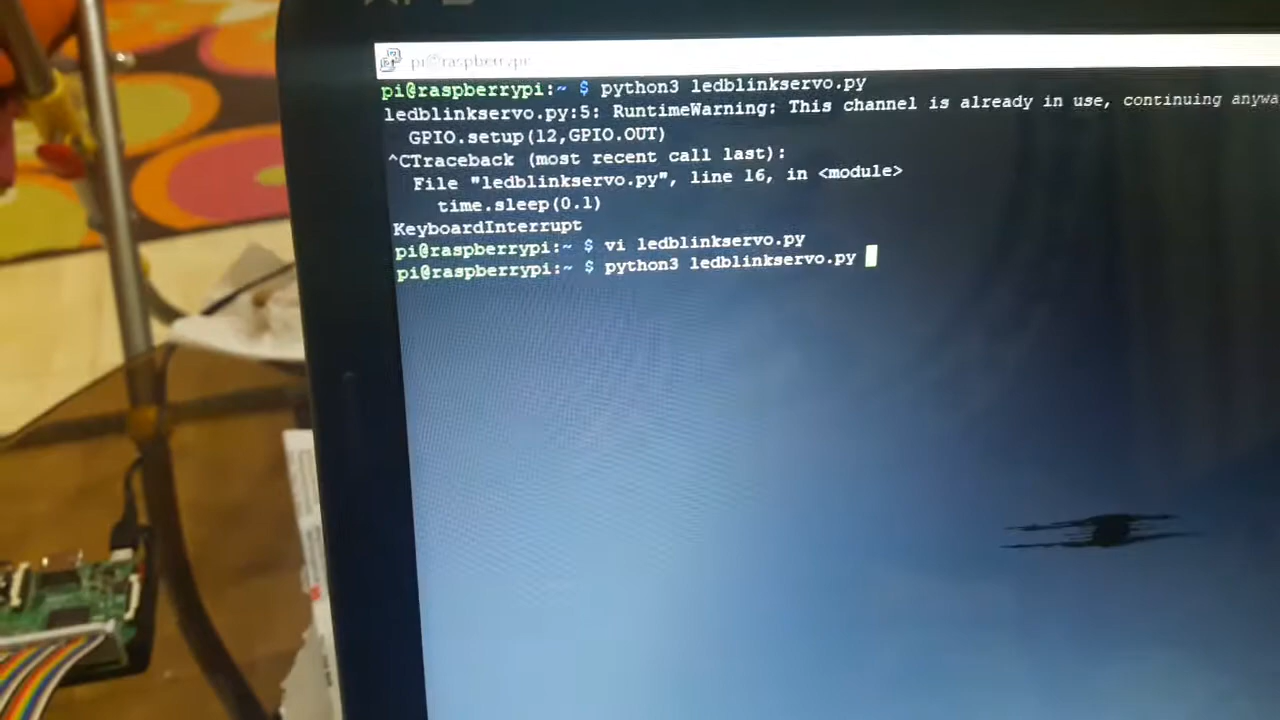 pi@raspberrypi:
pi@raspberrypi:~ $ python3 ledblinkservo.py
ledblinkservo.py:5: RuntimeWarning: This channel is already in use, continuing anywa
GPIO.setup(12,GPIO.OUT)
^CTraceback (most recent call last):
File "ledblinkservo.py", line 16, in <module>
time.sleep(0.1)
KeyboardInterrupt
pi@raspberrypi:~ $ vi ledblinkservo.py
pi@raspberrypi:~ $ python3 ledblinkservo.py